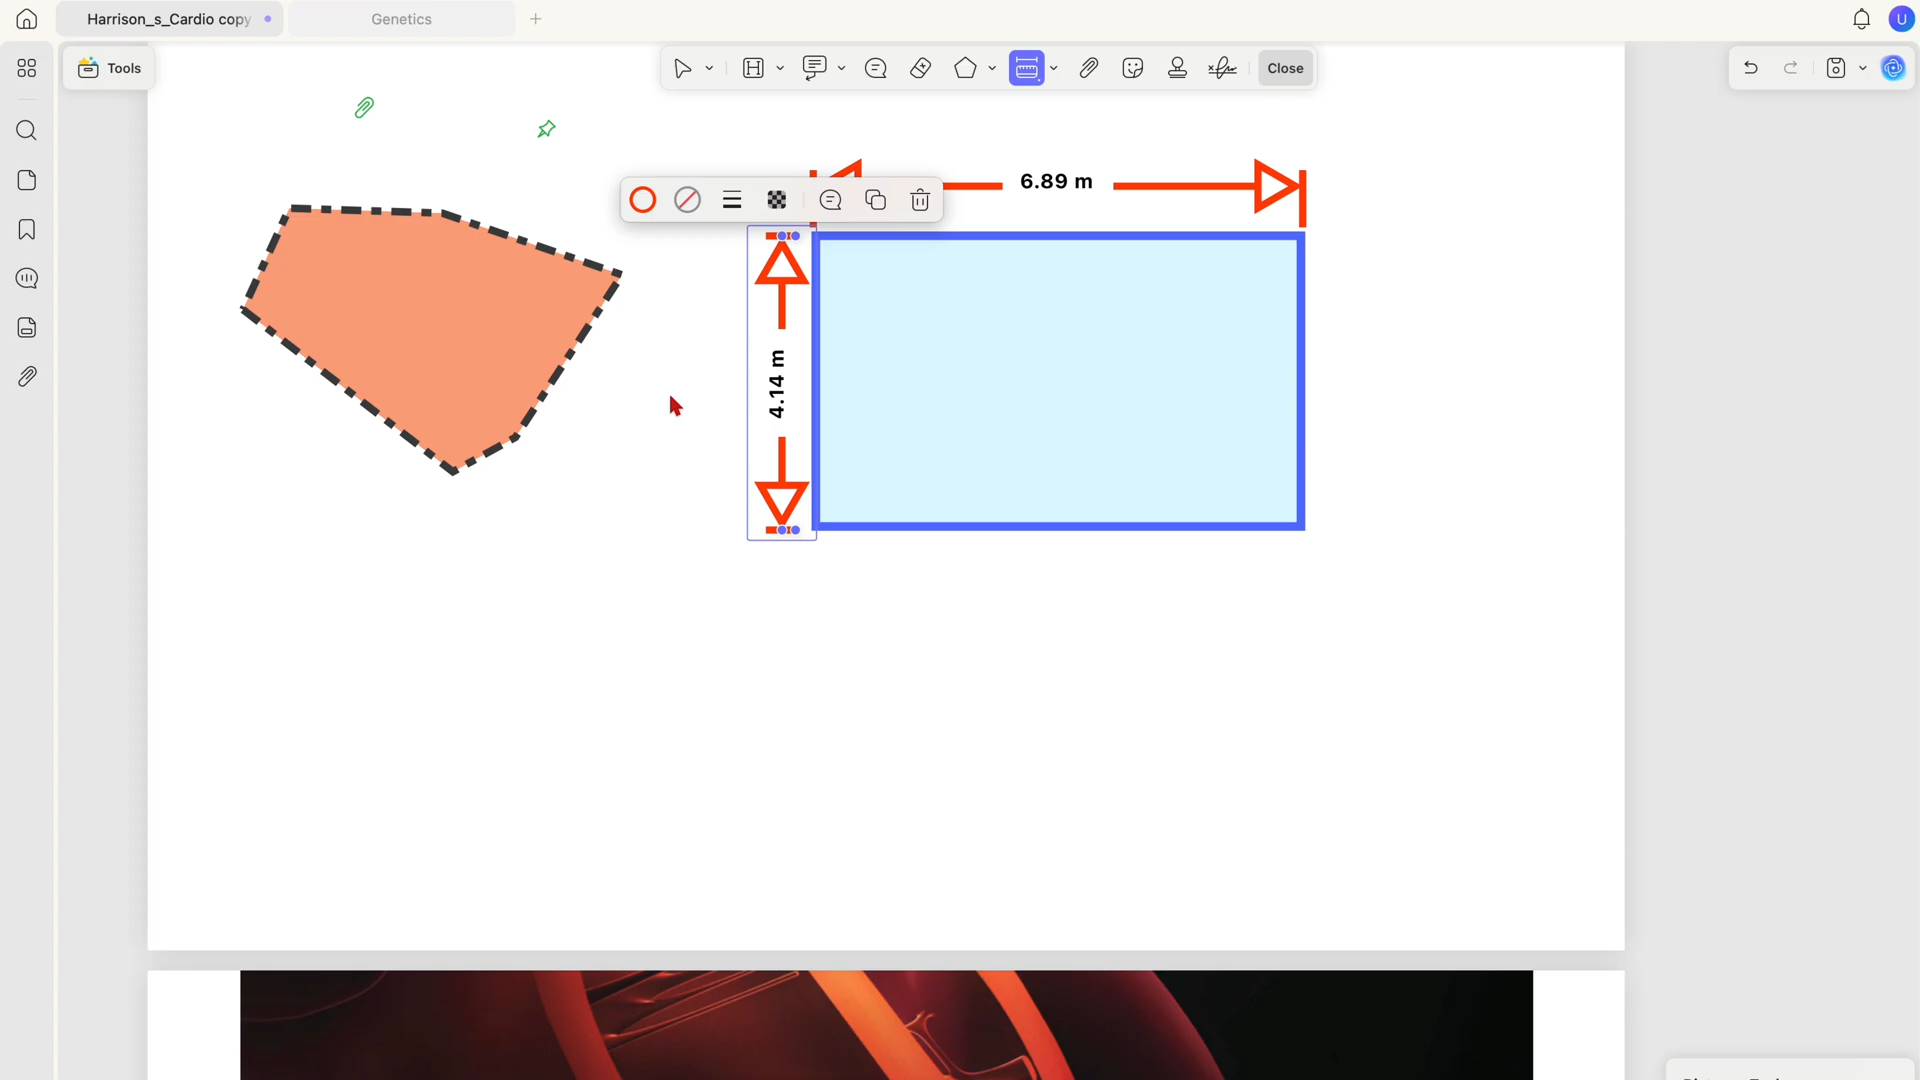 Harrison_s_Cardio copy
Genetics
U
Tools
Close
6.89 m
4.14 m